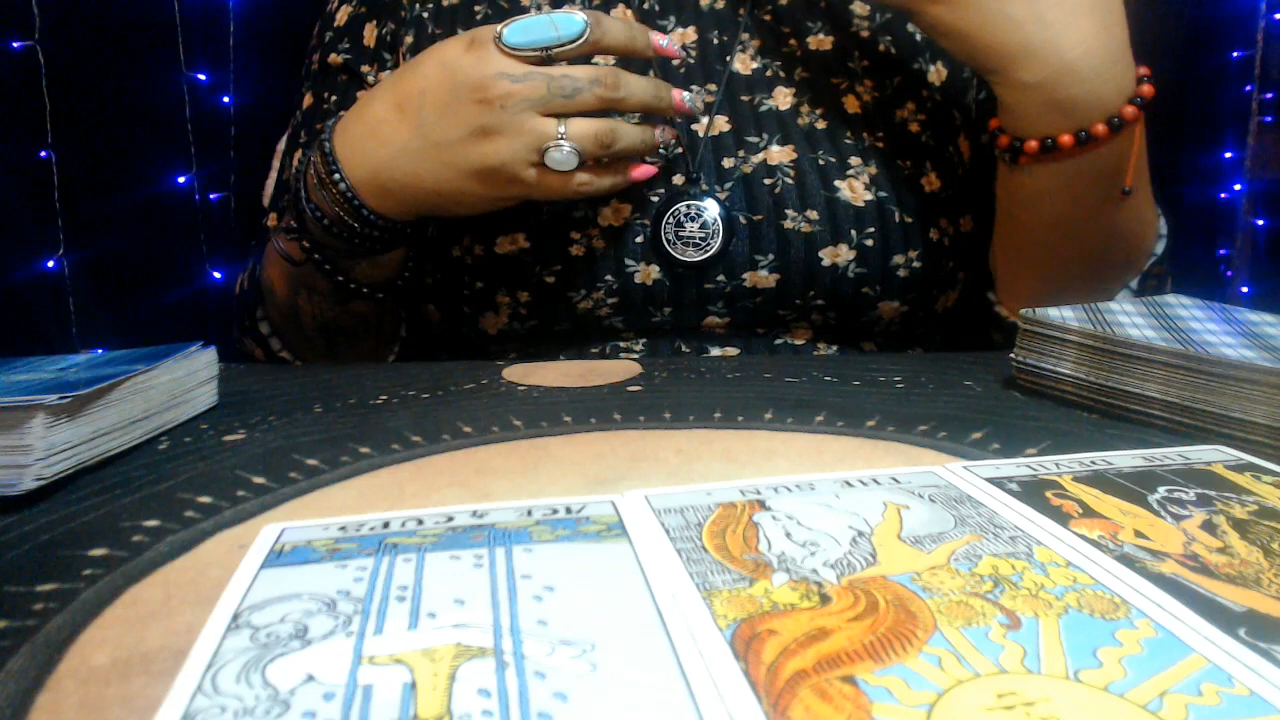 ACE of CUPS.
THE SUN.
THE DEVIL.